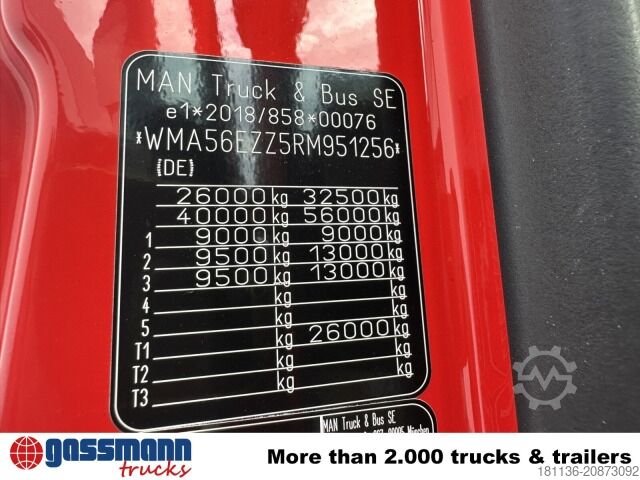 MAN Truck & Bus SE
e1*2018/858*00076
*WMA56EZZ5RM951256*
(DE)
26000 kg 32500 kg
40000 kg 56000 kg
1 9000 kg 9000 kg
2 9500 kg 13000 kg
3 9500 kg 13000 kg
4 kg kg
5 kg
T1 kg 26000 kg
T2 kg kg
T3 kg
MAN Truck & Bus SE
München
gassmann trucks
More than 2.000 trucks & trailers
181136-20873092